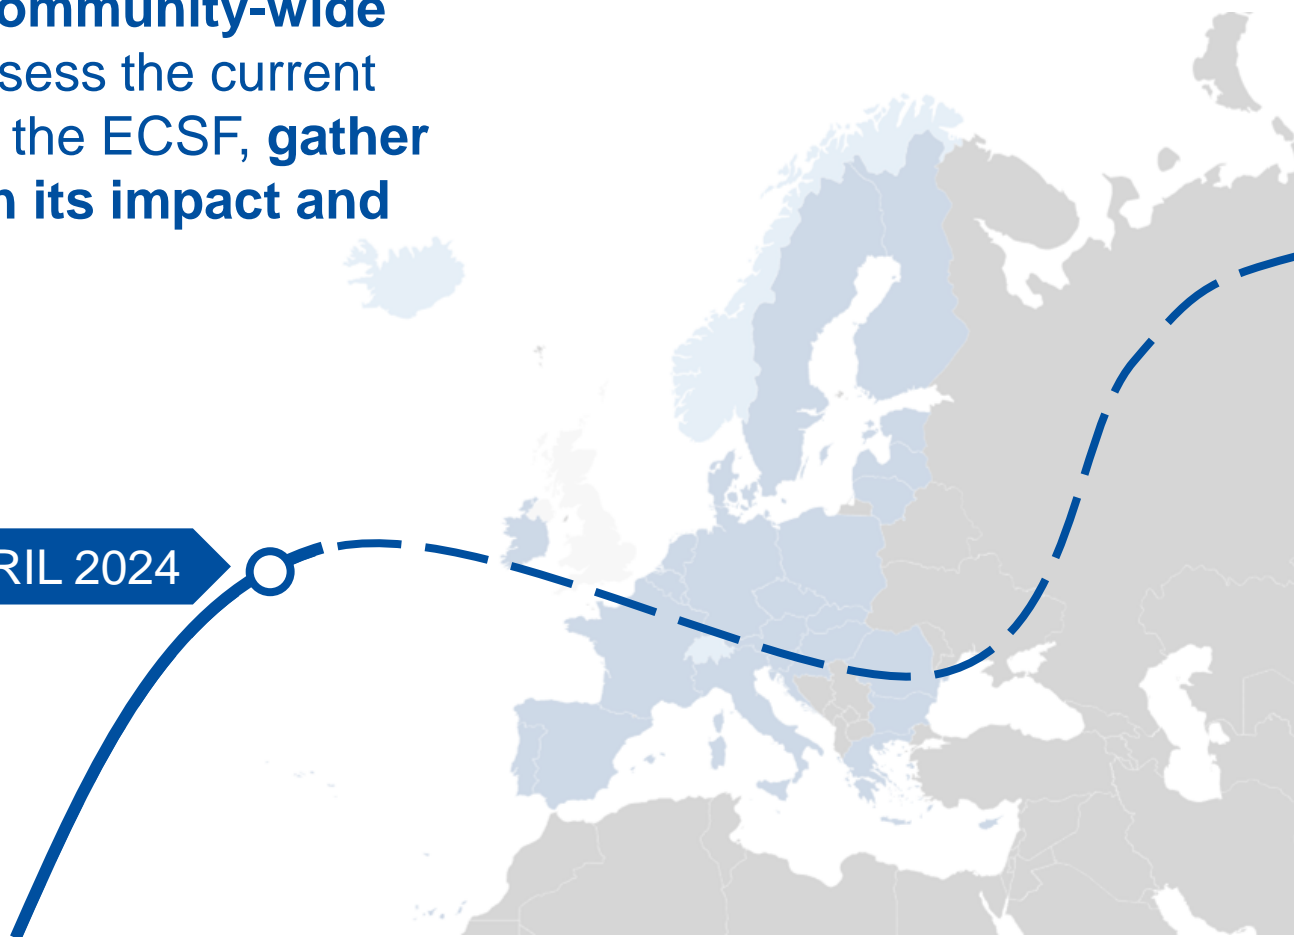 ommunity-wide
sess the current
the ECSF, gather
n its impact and
RIL 2024